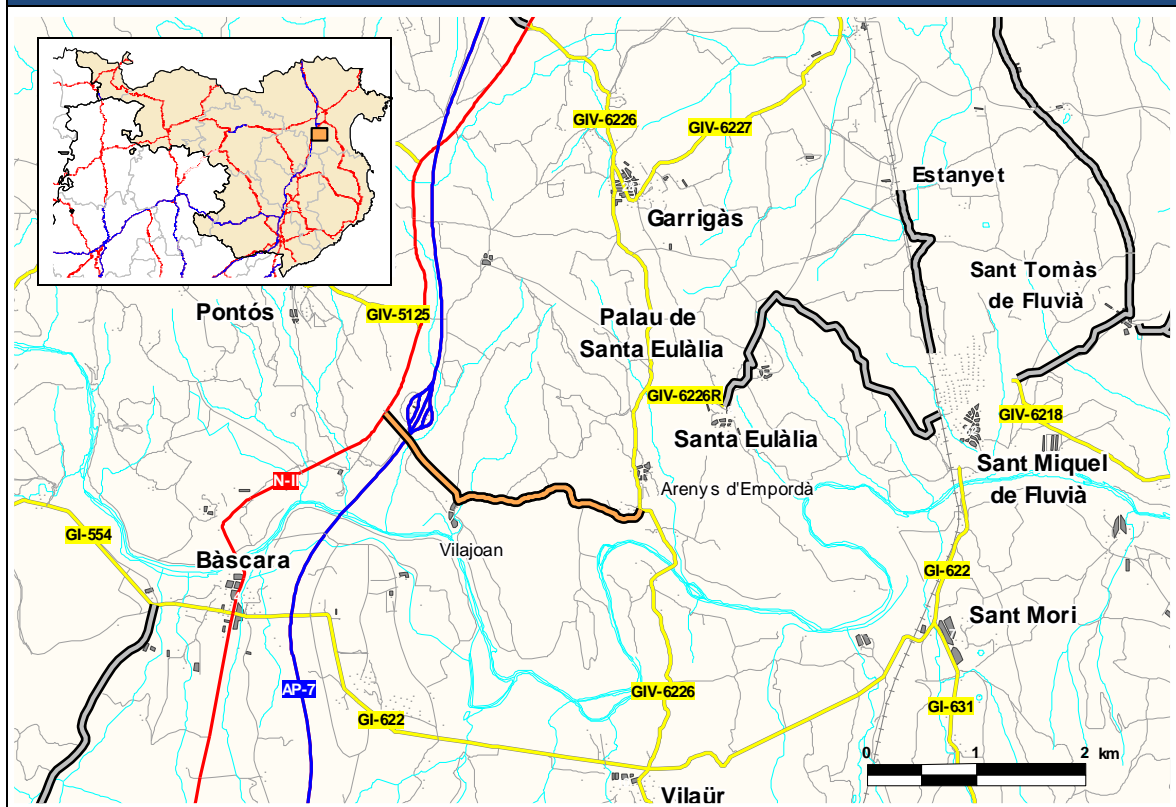 GIV-6226
GIV-6227
Estanyet
Garrigàs
Sant Tomàs
de Fluvià
Pontós
GIV-5125
Palau de
Santa Eulàlia
GIV-6226R
GIV-6218
Santa Eulàlia
Sant Miquel
de Fluvià
N-II
Arenys d'Empordà
GI-554
Vilajoan
Bàscara
GI-622
Sant Mori
AP-7
GIV-6226
GI-631
GI-622
0 1 2 km
Vilaür